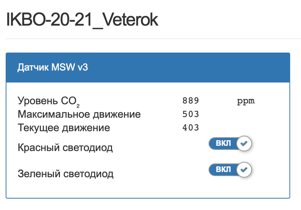 IKBO-20-21_Veterok
Датчик MSW v3
Уровень CO₂ 889 ppm
Максимальное движение 503
Текущее движение 403
Красный светодиод ВКЛ
Зеленый светодиод ВКЛ